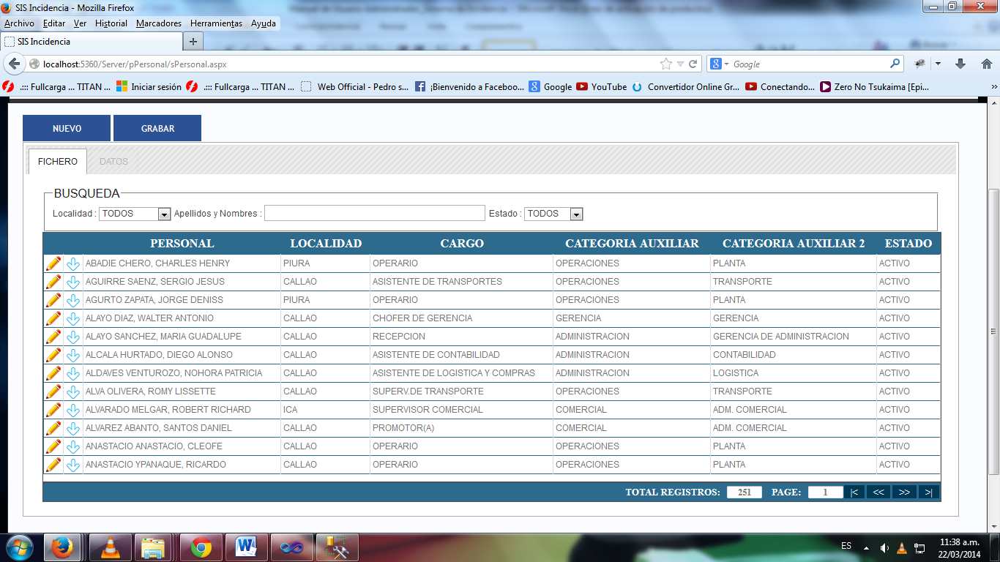 SIS Incidencia - Mozilla Firefox
Archivo Editar Ver Historial Marcadores Herramientas Ayuda
SIS Incidencia
localhost:5360/Server/pPersonal/sPersonal.aspx Google
.::: Fullcarga ... TITAN ... Iniciar sesión .::: Fullcarga ... TITAN ... Web Official - Pedro s... ¡Bienvenido a Faceboo... Google YouTube Convertidor Online Gr... Conectando... Zero No Tsukaima [Epi...
NUEVO GRABAR
FICHERO DATOS
BUSQUEDA
Localidad : TODOS Apellidos y Nombres : Estado : TODOS
PERSONAL LOCALIDAD CARGO CATEGORIA AUXILIAR CATEGORIA AUXILIAR 2 ESTADO
ABADIE CHERO, CHARLES HENRY PIURA OPERARIO OPERACIONES PLANTA ACTIVO
AGUIRRE SAENZ, SERGIO JESUS CALLAO ASISTENTE DE TRANSPORTES OPERACIONES TRANSPORTE ACTIVO
AGURTO ZAPATA, JORGE DENISS PIURA OPERARIO OPERACIONES PLANTA ACTIVO
ALAYO DIAZ, WALTER ANTONIO CALLAO CHOFER DE GERENCIA GERENCIA GERENCIA ACTIVO
ALAYO SANCHEZ, MARIA GUADALUPE CALLAO RECEPCION ADMINISTRACION GERENCIA DE ADMINISTRACION ACTIVO
ALCALA HURTADO, DIEGO ALONSO CALLAO ASISTENTE DE CONTABILIDAD ADMINISTRACION CONTABILIDAD ACTIVO
ALDAVES VENTUROZO, NOHORA PATRICIA CALLAO ASISTENTE DE LOGISTICA Y COMPRAS ADMINISTRACION LOGISTICA ACTIVO
ALVA OLIVERA, ROMY LISSETTE CALLAO SUPERV.DE TRANSPORTE OPERACIONES TRANSPORTE ACTIVO
ALVARADO MELGAR, ROBERT RICHARD ICA SUPERVISOR COMERCIAL COMERCIAL ADM. COMERCIAL ACTIVO
ALVAREZ ABANTO, SANTOS DANIEL CALLAO PROMOTOR(A) COMERCIAL ADM. COMERCIAL ACTIVO
ANASTACIO ANASTACIO, CLEOFE CALLAO OPERARIO OPERACIONES PLANTA ACTIVO
ANASTACIO YPANAQUE, RICARDO CALLAO OPERARIO OPERACIONES PLANTA ACTIVO
TOTAL REGISTROS: 251 PAGE: 1 |< << >> >|
ES 11:38 a.m.
22/03/2014